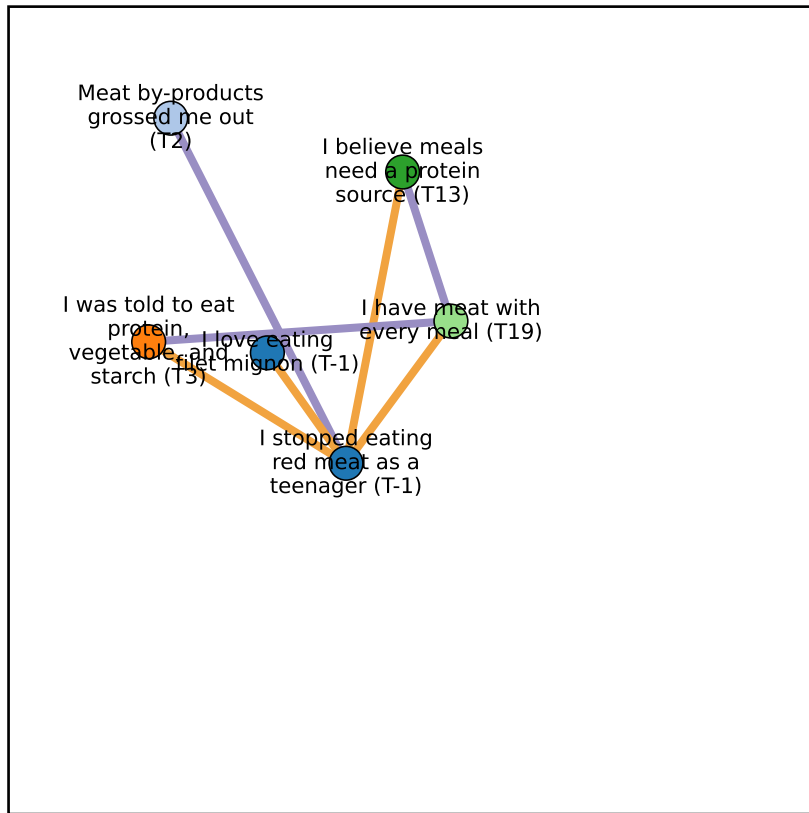 Meat by-products
grossed me out
(T2)
I believe meals
need a protein
source (T13)
I was told to eat
protein,
vegetable, and
starch (T3)
I love eating
filet mignon (T-1)
I have meat with
every meal (T19)
I stopped eating
red meat as a
teenager (T-1)